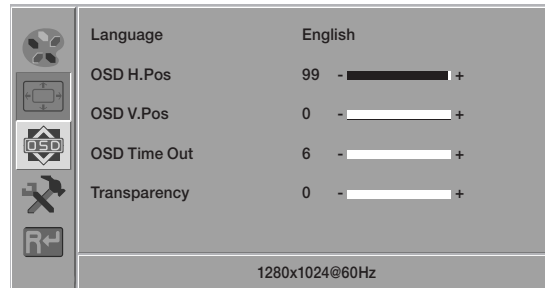 Language English
OSD H.Pos 99 - +
OSD V.Pos 0 - +
OSD OSD Time Out 6 - +
Transparency 0 - +
R
1280x1024@60Hz